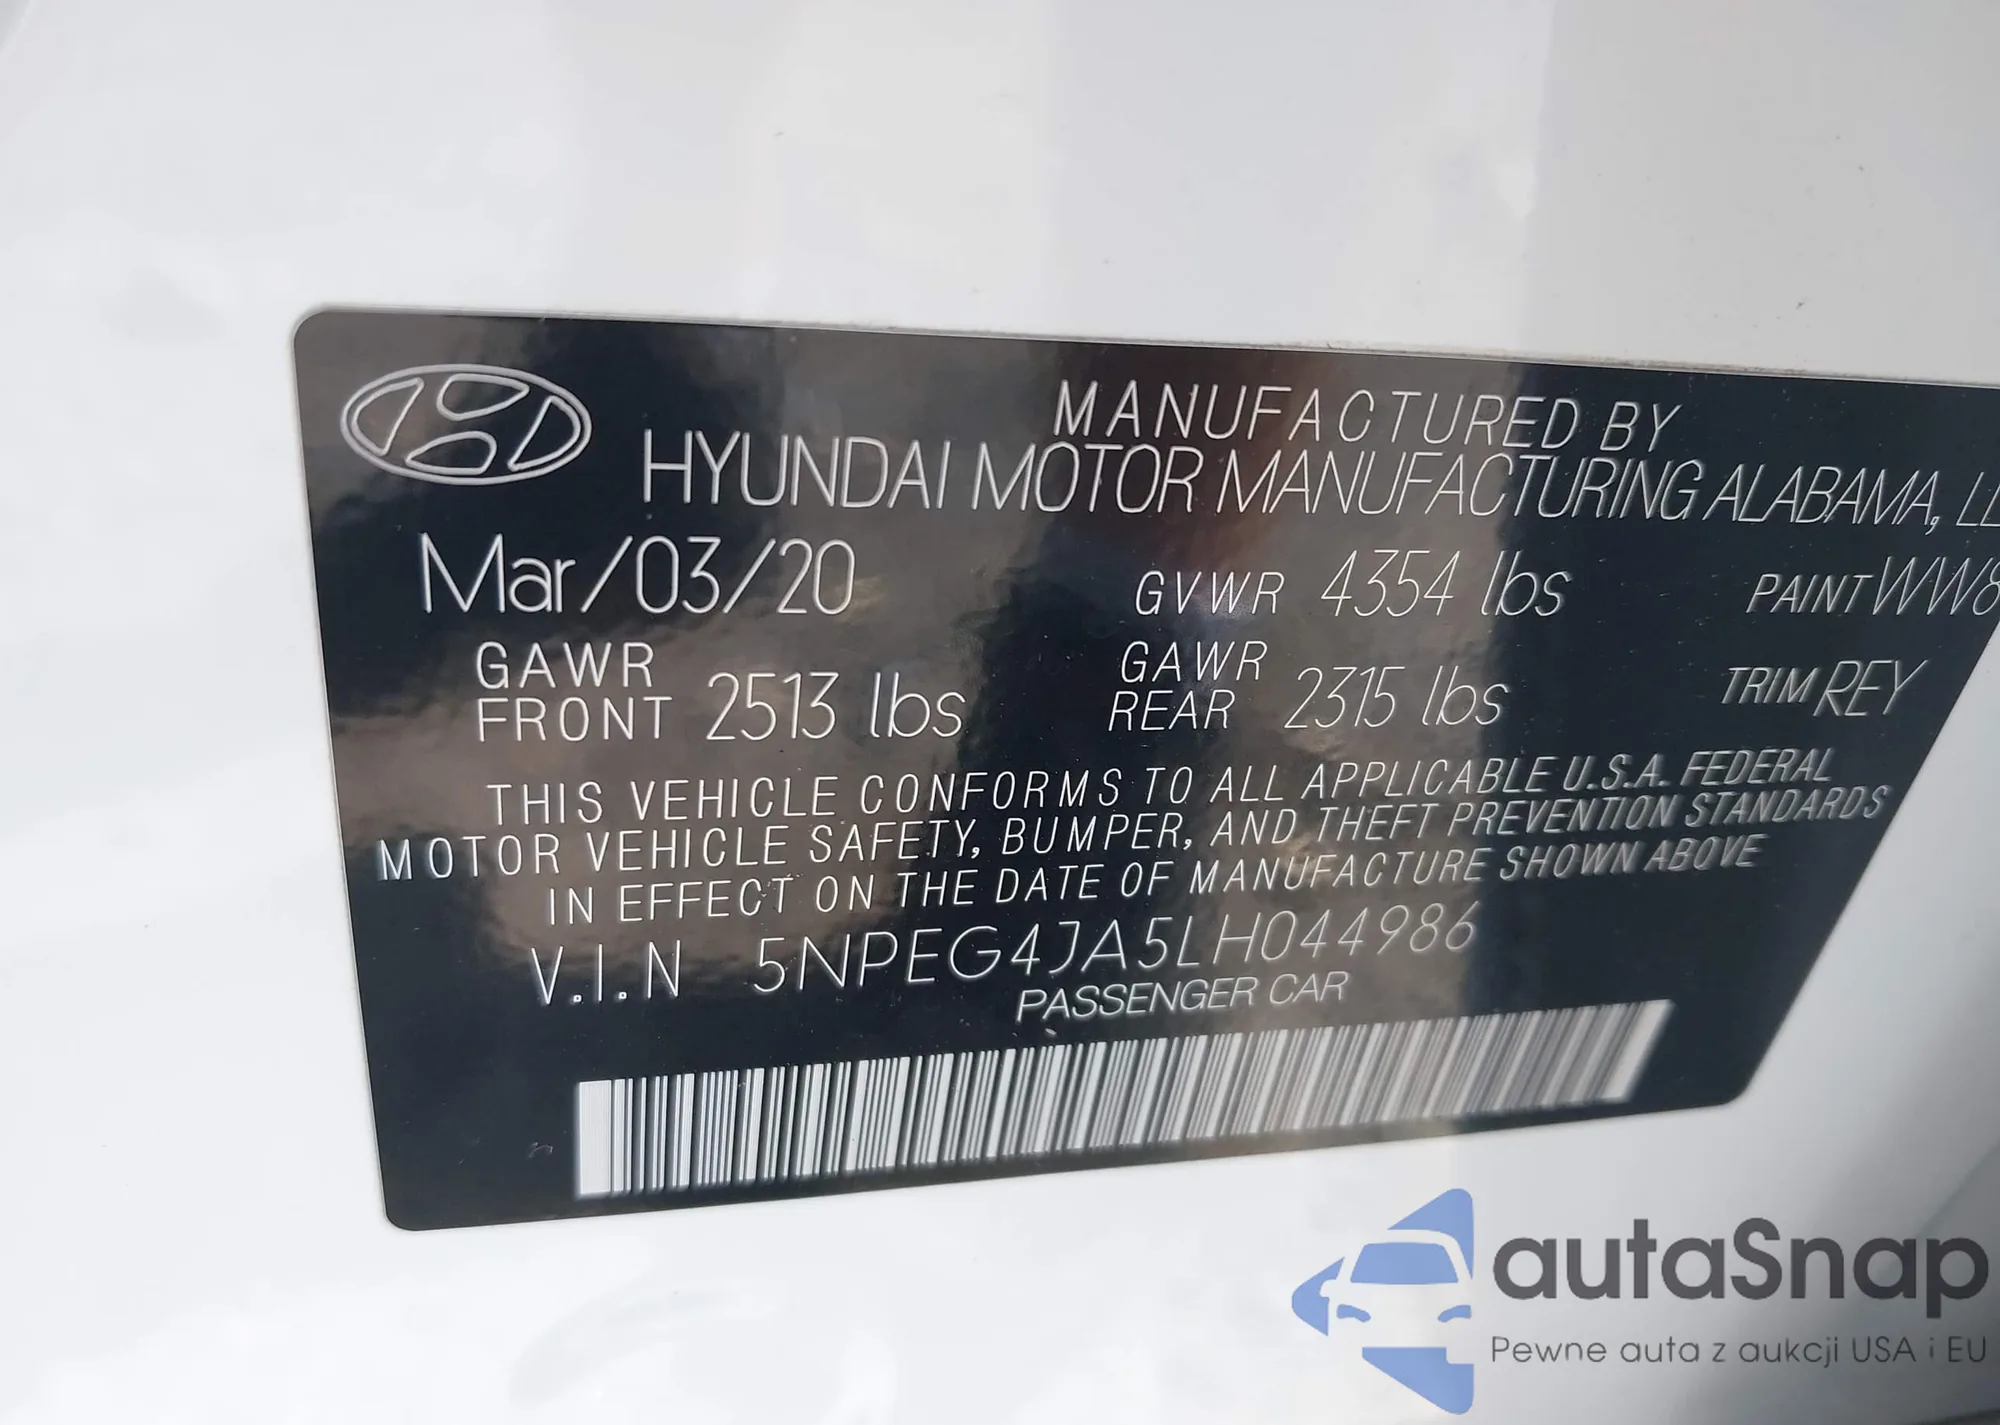 MANUFACTURED BY
HYUNDAI MOTOR MANUFACTURING ALABAMA, LL
Mar/03/20 GVWR 4354 lbs PAINT WW8
GAWR FRONT 2513 lbs GAWR REAR 2315 lbs TRIM REY
THIS VEHICLE CONFORMS TO ALL APPLICABLE U.S.A. FEDERAL
MOTOR VEHICLE SAFETY, BUMPER, AND THEFT PREVENTION STANDARDS
IN EFFECT ON THE DATE OF MANUFACTURE SHOWN ABOVE
V.I.N 5NPEG4JA5LH044986
PASSENGER CAR
autaSnap
Pewne auta z aukcji USA i EU